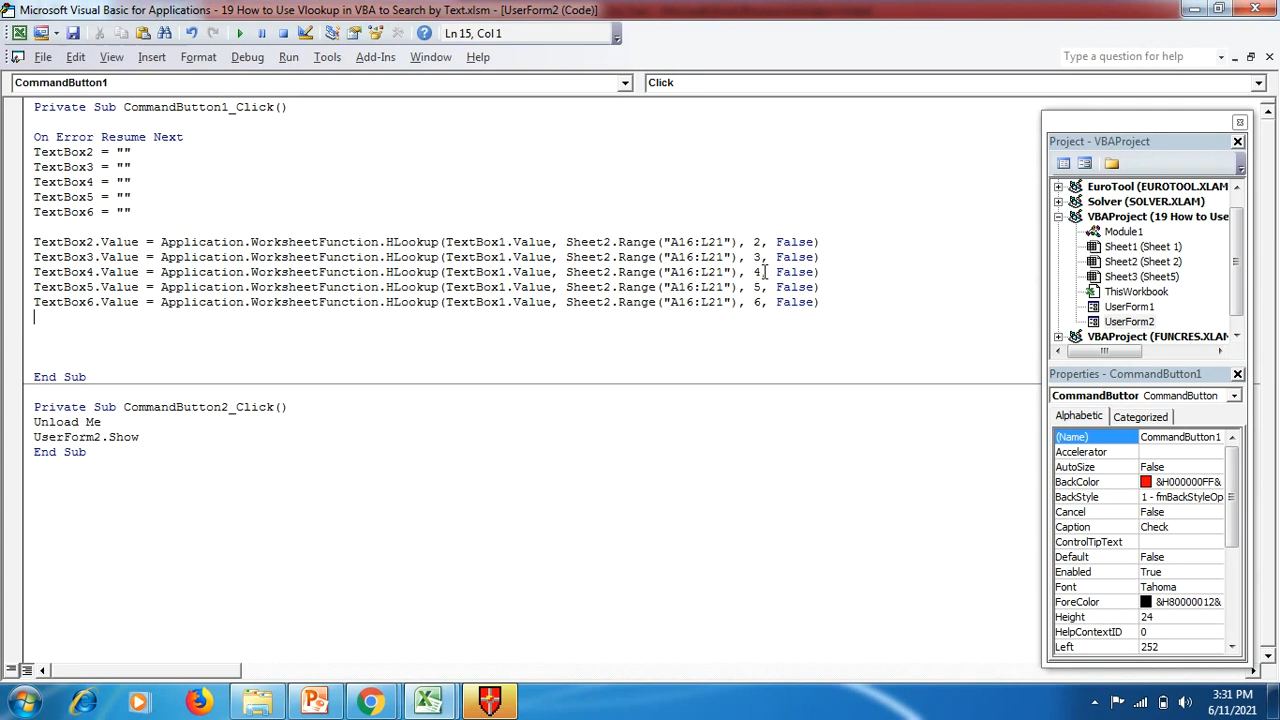 Microsoft Visual Basic for Applications - 19 How to Use Vlookup in VBA to Search by Text.xlsm - [UserForm2 (Code)]
Ln 15, Col 1
File Edit View Insert Format Debug Run Tools Add-Ins Window Help
Type a question for help
CommandButton1
Click
Private Sub CommandButton1_Click()
On Error Resume Next
TextBox2 = ""
TextBox3 = ""
TextBox4 = ""
TextBox5 = ""
TextBox6 = ""
TextBox2.Value = Application.WorksheetFunction.HLookup(TextBox1.Value, Sheet2.Range("A16:L21"), 2, False)
TextBox3.Value = Application.WorksheetFunction.HLookup(TextBox1.Value, Sheet2.Range("A16:L21"), 3, False)
TextBox4.Value = Application.WorksheetFunction.HLookup(TextBox1.Value, Sheet2.Range("A16:L21"), 4, False)
TextBox5.Value = Application.WorksheetFunction.HLookup(TextBox1.Value, Sheet2.Range("A16:L21"), 5, False)
TextBox6.Value = Application.WorksheetFunction.HLookup(TextBox1.Value, Sheet2.Range("A16:L21"), 6, False)
End Sub
Private Sub CommandButton2_Click()
Unload Me
UserForm2.Show
End Sub
Project - VBAProject
EuroTool (EUROTOOL.XLAM
Solver (SOLVER.XLAM)
VBAProject (19 How to Use
Module1
Sheet1 (Sheet 1)
Sheet2 (Sheet 2)
Sheet3 (Sheet5)
ThisWorkbook
UserForm1
UserForm2
VBAProject (FUNCRES.XLAM
Properties - CommandButton1
CommandButtor CommandButton
Alphabetic Categorized
(Name) CommandButton1
Accelerator
AutoSize False
BackColor &H000000FF&
BackStyle 1 - fmBackStyleOp
Cancel False
Caption Check
ControlTipText
Default False
Enabled True
Font Tahoma
ForeColor &H80000012&
Height 24
HelpContextID 0
Left 252
3:31 PM
6/11/2021